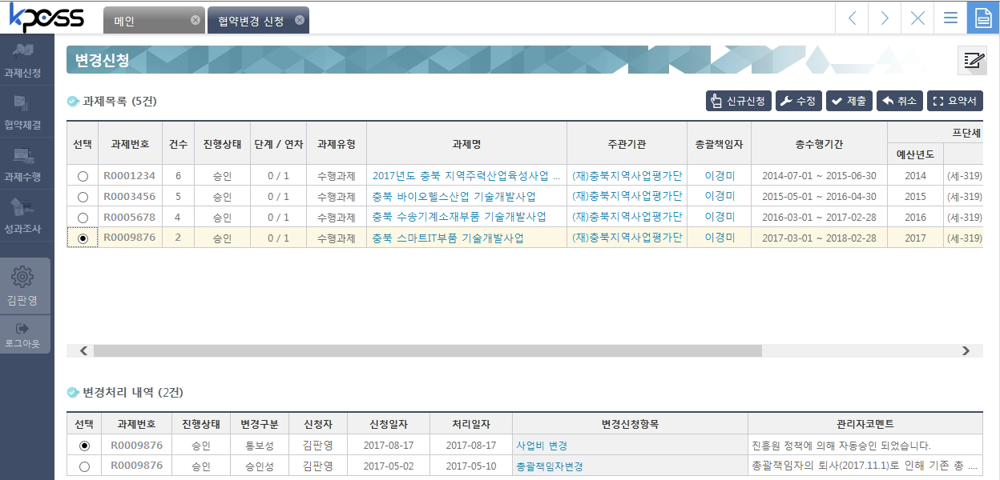 kpass
메인
협약변경 신청
과제신청
협약체결
과제수행
성과조사
김판영
로그아웃
변경신청
과제목록 (5건)
신규신청 수정 제출 취소 요약서
선택 과제번호 건수 진행상태 단계 / 연차 과제유형 과제명 주관기관 총괄책임자 총수행기간 프단세
예산년도
R0001234 6 승인 0 / 1 수행과제 2017년도 충북 지역주력산업육성사업 ... (재)충북지역사업평가단 이경미 2014-07-01 ~ 2015-06-30 2014 (세-319)
R0003456 5 승인 0 / 1 수행과제 충북 바이오헬스산업 기술개발사업 (재)충북지역사업평가단 이경미 2015-05-01 ~ 2016-04-30 2015 (세-319)
R0005678 4 승인 0 / 1 수행과제 충북 수송기계소재부품 기술개발사업 (재)충북지역사업평가단 이경미 2016-03-01 ~ 2017-02-28 2016 (세-319)
R0009876 2 승인 0 / 1 수행과제 충북 스마트IT부품 기술개발사업 (재)충북지역사업평가단 이경미 2017-03-01 ~ 2018-02-28 2017 (세-319)
변경처리 내역 (2건)
선택 과제번호 진행상태 변경구분 신청자 신청일자 처리일자 변경신청항목 관리자코멘트
R0009876 승인 통보성 김판영 2017-08-17 2017-08-17 사업비 변경 진흥원 정책에 의해 자동승인 되었습니다.
R0009876 승인 승인성 김판영 2017-05-02 2017-05-10 총괄책임자변경 총괄책임자의 퇴사(2017.11.1)로 인해 기존 총 ....